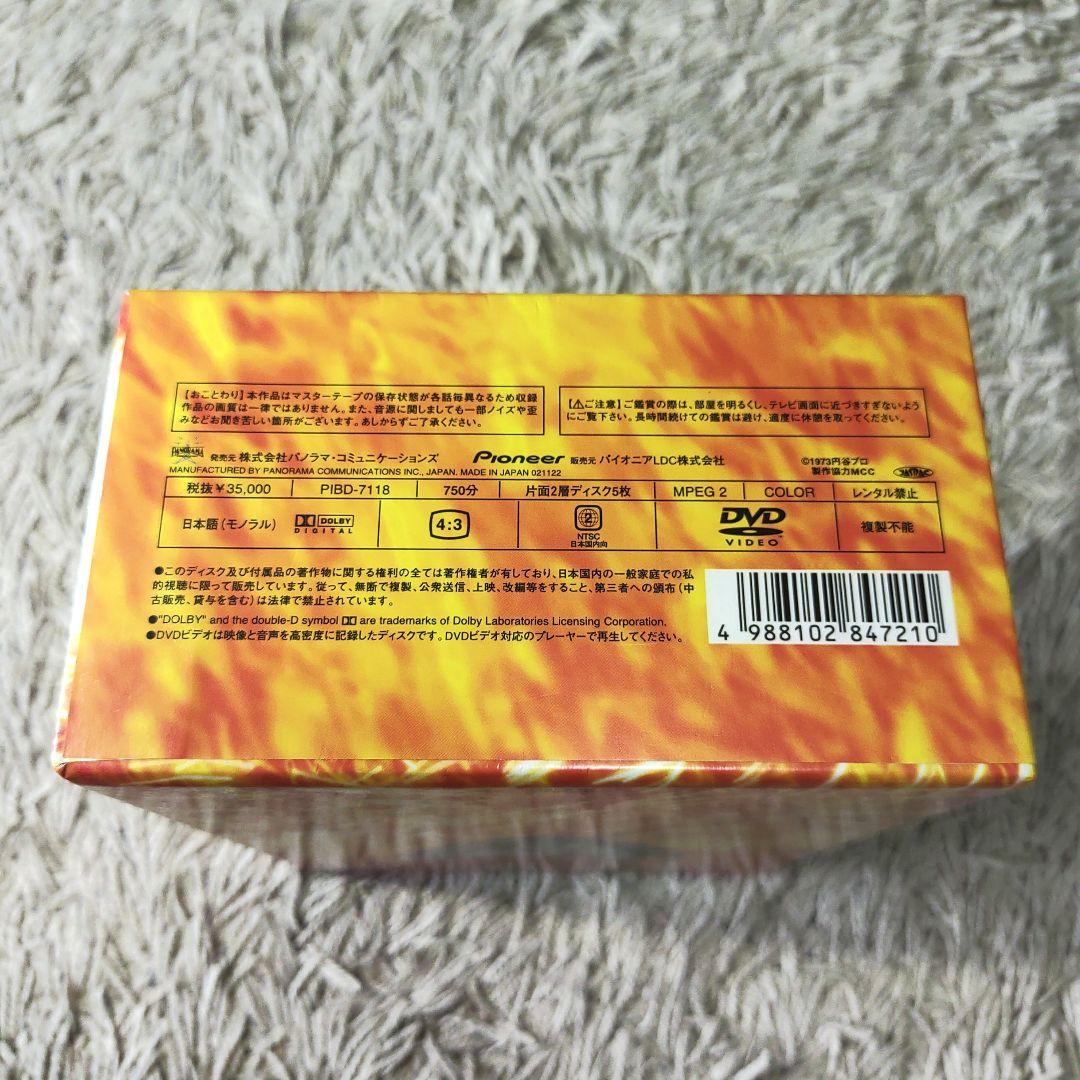 【おことわり】本作品はマスターテープの保存状態が各話毎異なるため収録
作品の画質は一律ではありません。また、音源に関しましても一部ノイズや歪
みなどお聞き苦しい箇所がございます。あしからずご了承ください。
【⚠ご注意】ご鑑賞の際は、部屋を明るくし、テレビ画面に近づきすぎないよう
にご覧下さい。長時間続けての鑑賞は避け、適度に休憩を取ってください。
PANORAMA 発売元 株式会社パノラマ・コミュニケーションズ Pioneer 販売元 パイオニアLDC株式会社
©1973円谷プロ
製作協力MCC
MANUFACTURED BY PANORAMA COMMUNICATIONS INC., JAPAN. MADE IN JAPAN 021122
税抜¥35,000 PIBD-7118 750分 片面2層ディスク5枚 MPEG 2 COLOR レンタル禁止
日本語(モノラル) DOLBY DIGITAL 4:3 2 NTSC 日本国内向 DVD VIDEO 複製不能
●このディスク及び付属品の著作物に関する権利の全ては著作権者が有しており、日本国内の一般家庭での私
的視聴に限って販売しています。従って、無断で複製、公衆送信、上映、改編等をすること、第三者への頒布(中
古販売、貸与を含む)は法律で禁止されています。
●"DOLBY" and the double-D symbol are trademarks of Dolby Laboratories Licensing Corporation.
●DVDビデオは映像と音声を高密度に記録したディスクです。DVDビデオ対応のプレーヤーで再生してください。
4 988102 847210